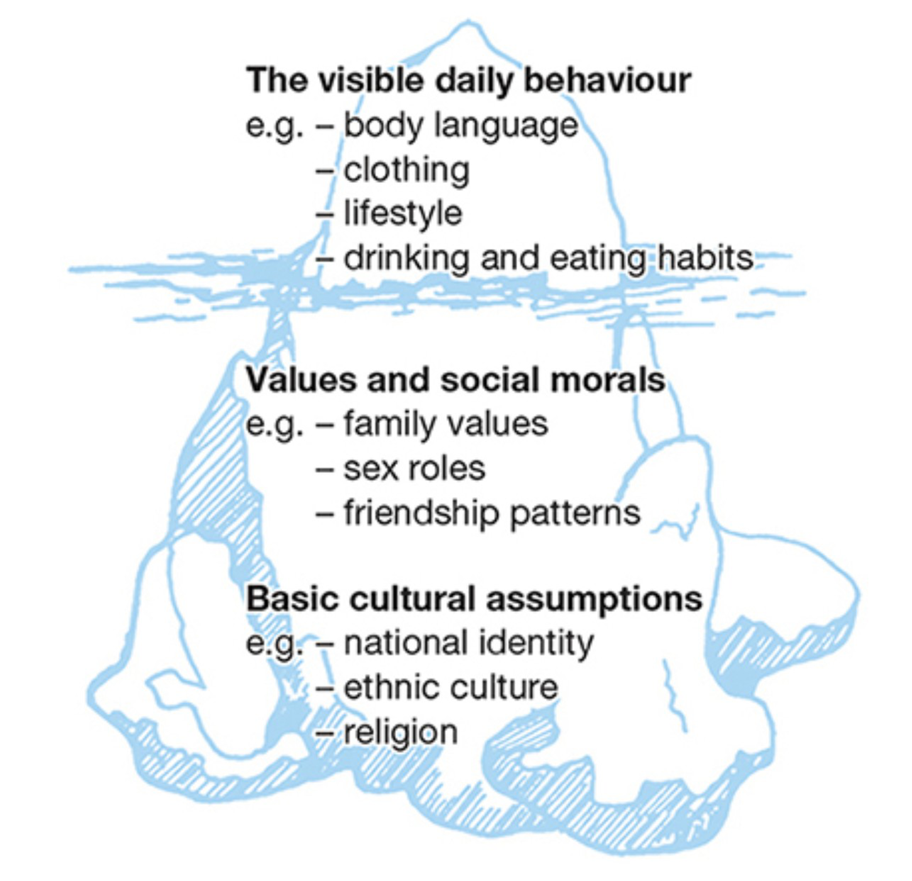 The visible daily behaviour
e.g. – body language
– clothing
– lifestyle
– drinking and eating habits
Values and social morals
e.g. – family values
– sex roles
– friendship patterns
Basic cultural assumptions
e.g. – national identity
– ethnic culture
– religion